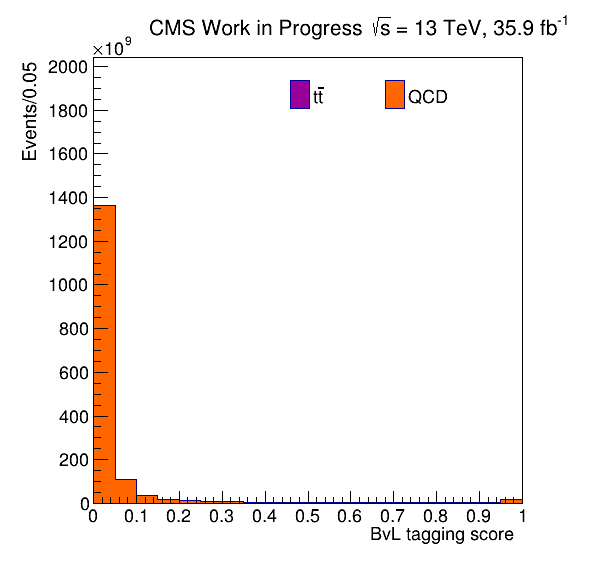 CMS Work in Progress √s = 13 TeV, 35.9 fb⁻¹
×10⁹
Events/0.05
2000
1800
1600
1400
1200
1000
800
600
400
200
0
tt̄
QCD
0 0.1 0.2 0.3 0.4 0.5 0.6 0.7 0.8 0.9 1
BvL tagging score